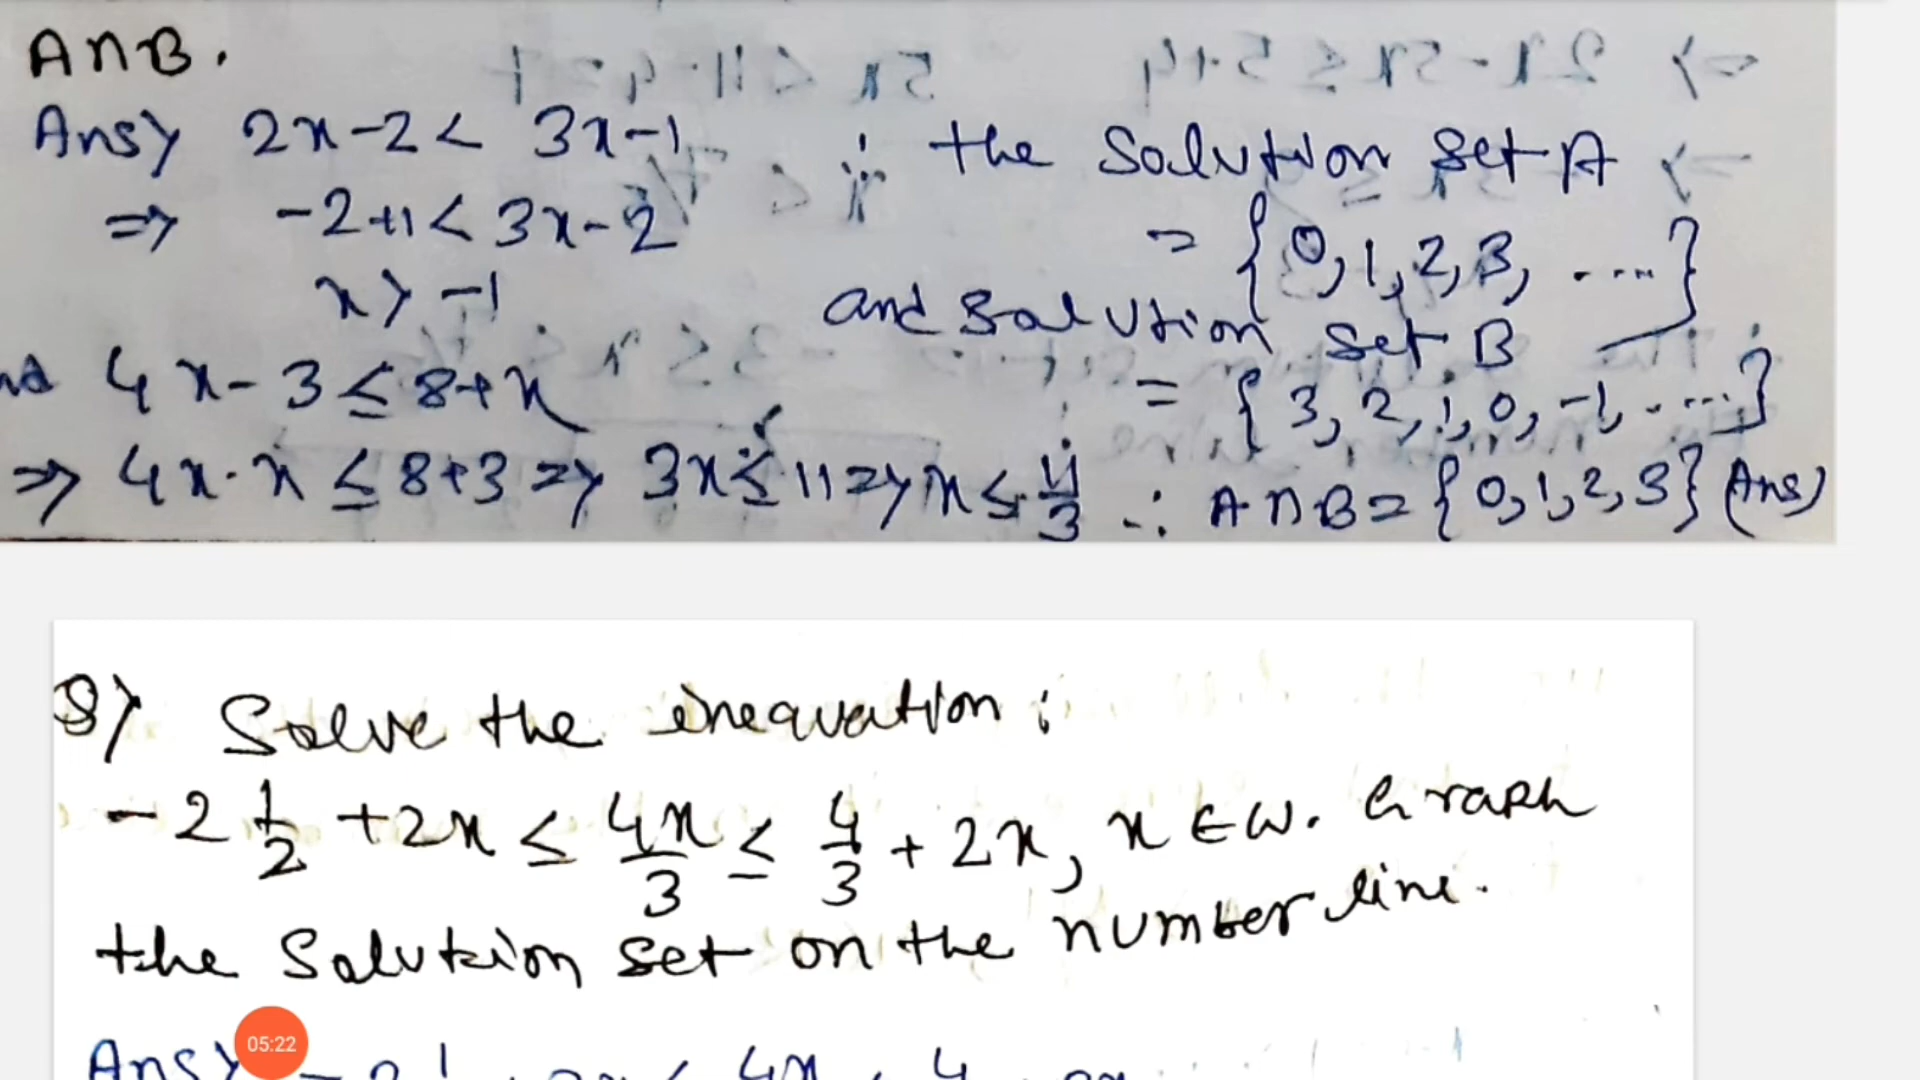 A∩B.
Ans) 2x-2 < 3x-1
⇒ -2+1 < 3x-2
x > -1
4x-3 ≤ 8+x
⇒ 4x-x ≤ 8+3 ⇒ 3x ≤ 11 ⇒ x ≤ 11/3
∴ the Solution set A
= {0, 1, 2, 3, .....}
and Solution set B
= {3, 2, 1, 0, -1, .....}
∴ A∩B = {0, 1, 2, 3} (Ans)
8) Solve the inequation:
-2 1/2 + 2x ≤ 4x/3 ≤ 4/3 + 2x, x ∈ W. Graph
the Solution set on the number line.
05:22